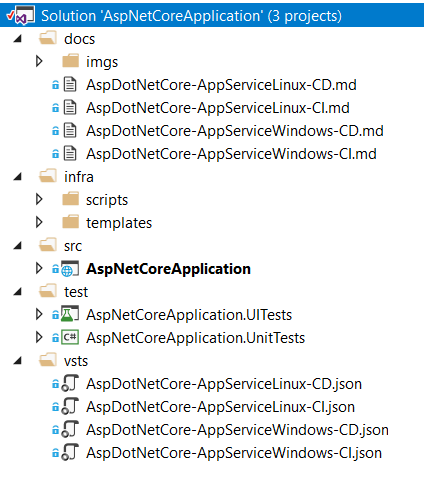 Solution 'AspNetCoreApplication' (3 projects)
docs
imgs
AspDotNetCore-AppServiceLinux-CD.md
AspDotNetCore-AppServiceLinux-CI.md
AspDotNetCore-AppServiceWindows-CD.md
AspDotNetCore-AppServiceWindows-CI.md
infra
scripts
templates
src
AspNetCoreApplication
test
AspNetCoreApplication.UITests
C# AspNetCoreApplication.UnitTests
vsts
AspDotNetCore-AppServiceLinux-CD.json
AspDotNetCore-AppServiceLinux-CI.json
AspDotNetCore-AppServiceWindows-CD.json
AspDotNetCore-AppServiceWindows-CI.json